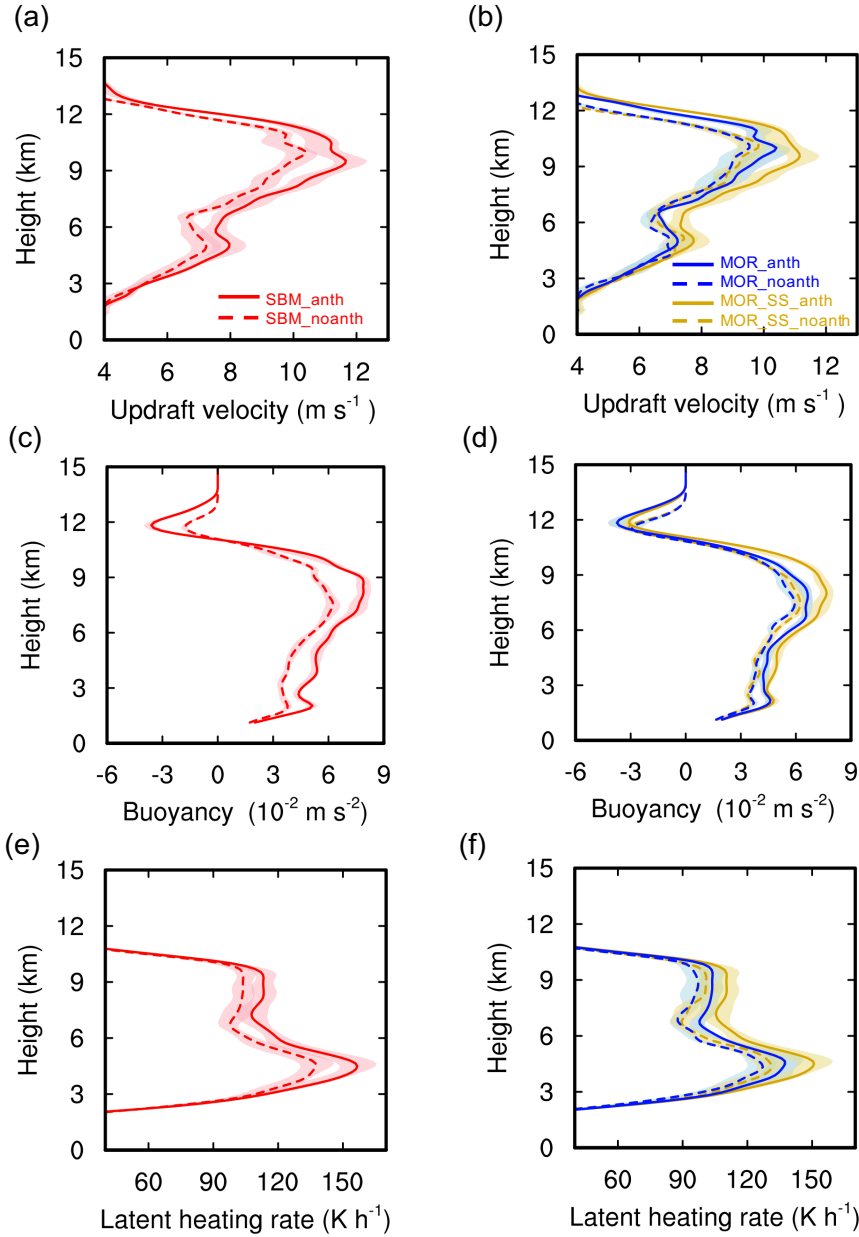 (a)
15
12
9
6
3
0
Height (km)
SBM_anth
SBM_noanth
4 6 8 10 12
Updraft velocity (m s⁻¹ )
(b)
15
12
9
6
3
0
Height (km)
MOR_anth
MOR_noanth
MOR_SS_anth
MOR_SS_noanth
4 6 8 10 12
Updraft velocity (m s⁻¹ )
(c)
15
12
9
6
3
0
Height (km)
-6 -3 0 3 6 9
Buoyancy (10⁻² m s⁻²)
(d)
15
12
9
6
3
0
Height (km)
-6 -3 0 3 6 9
Buoyancy (10⁻² m s⁻²)
(e)
15
12
9
6
3
0
Height (km)
60 90 120 150
Latent heating rate (K h⁻¹)
(f)
15
12
9
6
3
0
Height (km)
60 90 120 150
Latent heating rate (K h⁻¹)